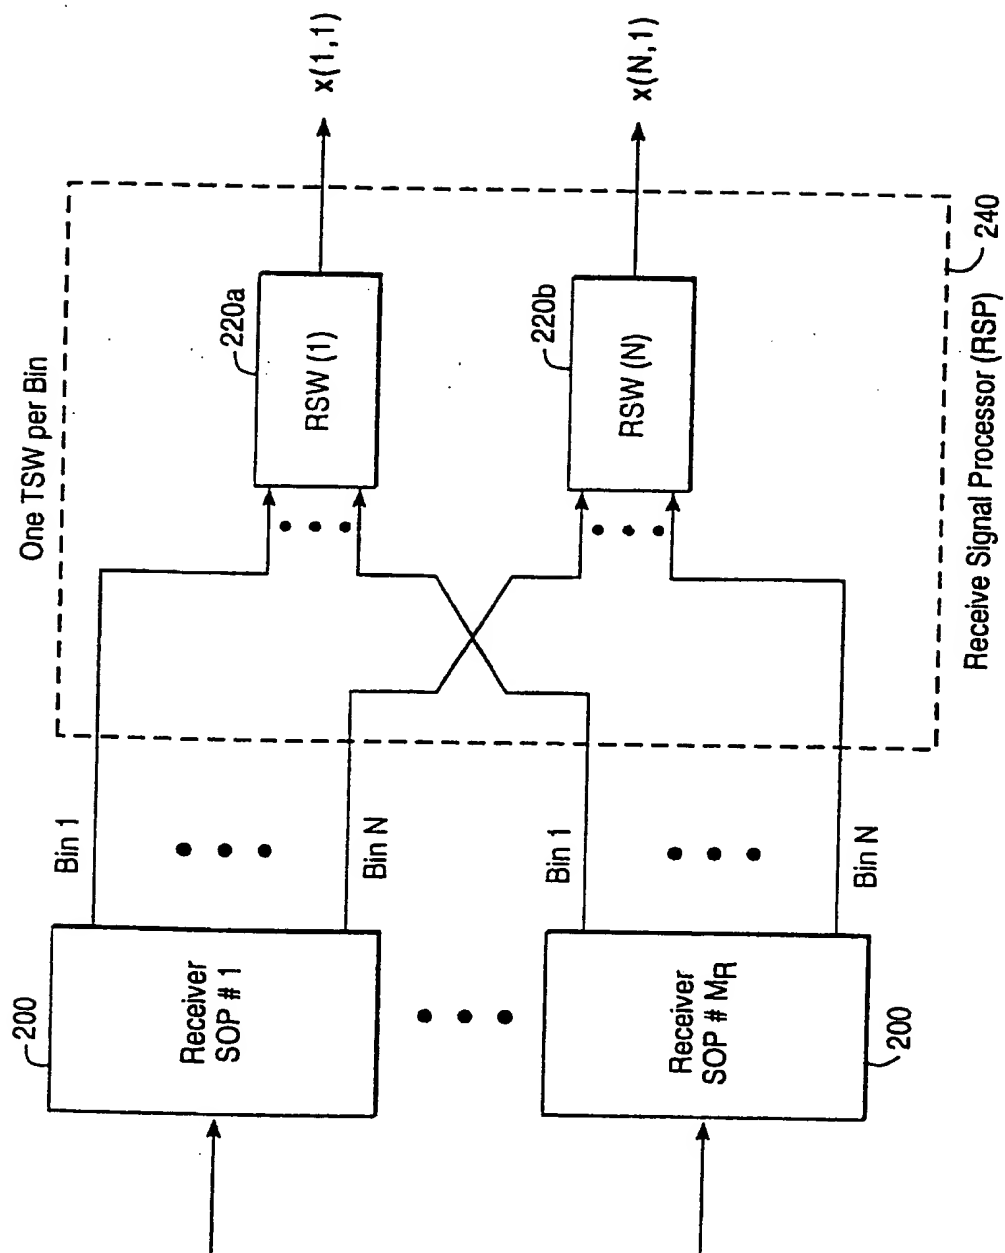 One TSW per Bin
200
Receiver
SOP # 1
Bin 1
Bin N
220a
RSW (1)
x(1,1)
200
Receiver
SOP # MR
Bin 1
Bin N
220b
RSW (N)
x(N,1)
240
Receive Signal Processor (RSP)